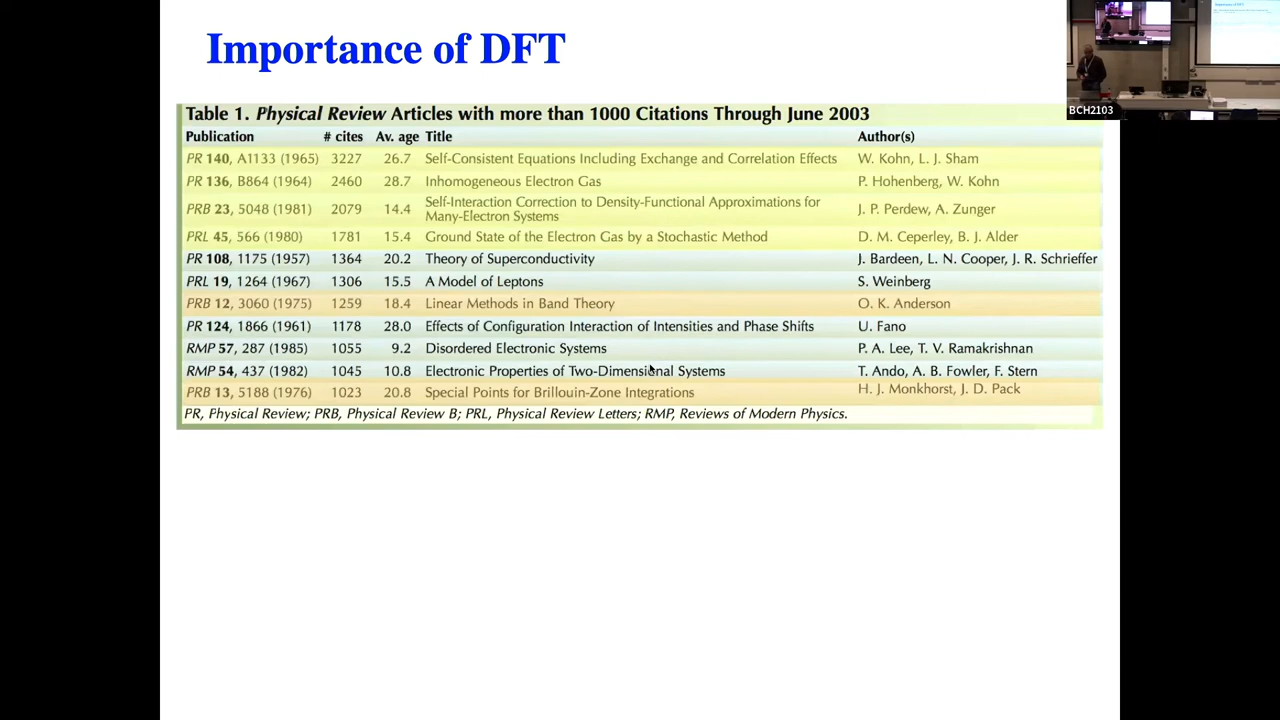 Importance of DFT
BCH2103
Table 1. Physical Review Articles with more than 1000 Citations Through June 2003
Publication # cites Av. age Title Author(s)
PR 140, A1133 (1965) 3227 26.7 Self-Consistent Equations Including Exchange and Correlation Effects W. Kohn, L. J. Sham
PR 136, B864 (1964) 2460 28.7 Inhomogeneous Electron Gas P. Hohenberg, W. Kohn
PRB 23, 5048 (1981) 2079 14.4 Self-Interaction Correction to Density-Functional Approximations for
Many-Electron Systems J. P. Perdew, A. Zunger
PRL 45, 566 (1980) 1781 15.4 Ground State of the Electron Gas by a Stochastic Method D. M. Ceperley, B. J. Alder
PR 108, 1175 (1957) 1364 20.2 Theory of Superconductivity J. Bardeen, L. N. Cooper, J. R. Schrieffer
PRL 19, 1264 (1967) 1306 15.5 A Model of Leptons S. Weinberg
PRB 12, 3060 (1975) 1259 18.4 Linear Methods in Band Theory O. K. Anderson
PR 124, 1866 (1961) 1178 28.0 Effects of Configuration Interaction of Intensities and Phase Shifts U. Fano
RMP 57, 287 (1985) 1055 9.2 Disordered Electronic Systems P. A. Lee, T. V. Ramakrishnan
RMP 54, 437 (1982) 1045 10.8 Electronic Properties of Two-Dimensional Systems T. Ando, A. B. Fowler, F. Stern
PRB 13, 5188 (1976) 1023 20.8 Special Points for Brillouin-Zone Integrations H. J. Monkhorst, J. D. Pack
PR, Physical Review; PRB, Physical Review B; PRL, Physical Review Letters; RMP, Reviews of Modern Physics.